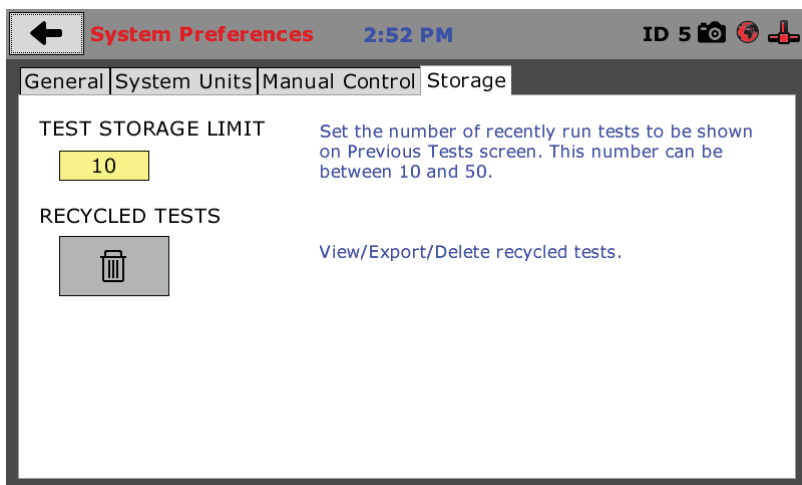 System Preferences 2:52 PM ID 5
General System Units Manual Control Storage
TEST STORAGE LIMIT
10
Set the number of recently run tests to be shown
on Previous Tests screen. This number can be
between 10 and 50.
RECYCLED TESTS
View/Export/Delete recycled tests.